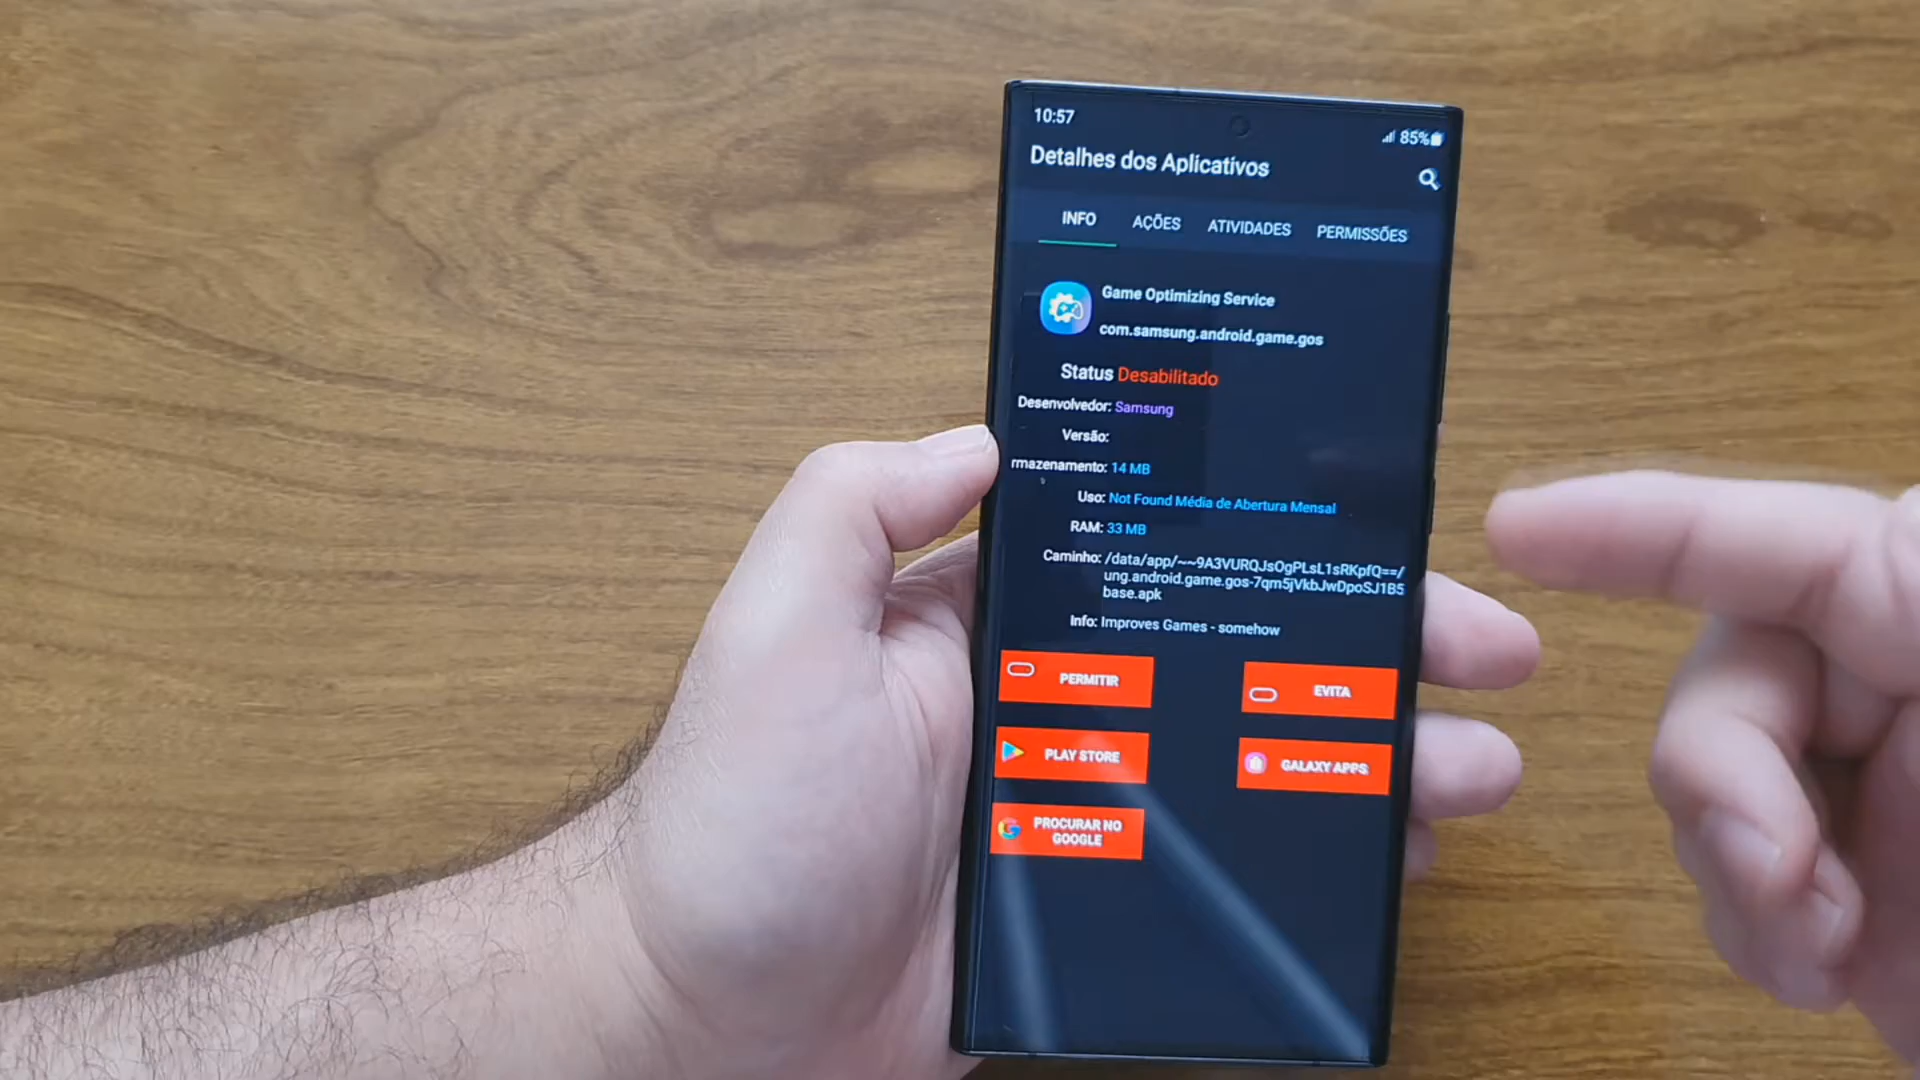 10:57
85%
Detalhes dos Aplicativos
INFO AÇÕES ATIVIDADES PERMISSÕES
Game Optimizing Service
com.samsung.android.game.gos
Status Desabilitado
Desenvolvedor: Samsung
Versão:
rmazenamento: 14 MB
Uso: Not Found Média de Abertura Mensal
RAM: 33 MB
Caminho: /data/app/~~9A3VURQJsOgPLsL1sRKpfQ==/
ung.android.game.gos-7qm5jVkbJwDpoSJ1B5
base.apk
Info: Improves Games - somehow
PERMITIR
EVITA
PLAY STORE
GALAXY APPS
PROCURAR NO
GOOGLE